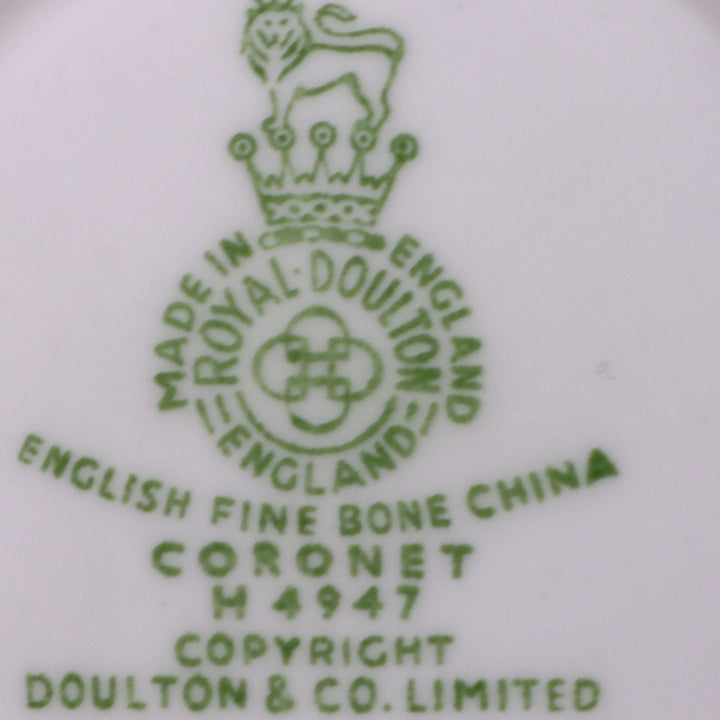 MADE IN ENGLAND
ROYAL·DOULTON
ENGLAND
ENGLISH FINE BONE CHINA
CORONET
H 4947
COPYRIGHT
DOULTON & CO. LIMITED